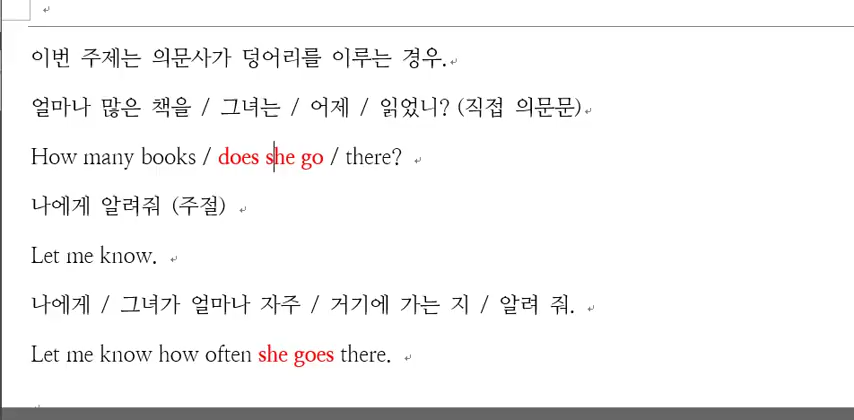 이번 주제는 의문사가 덩어리를 이루는 경우.
얼마나 많은 책을 / 그녀는 / 어제 / 읽었니? (직접 의문문)
How many books / does she go / there?
나에게 알려줘 (주절)
Let me know.
나에게 / 그녀가 얼마나 자주 / 거기에 가는 지 / 알려 줘.
Let me know how often she goes there.